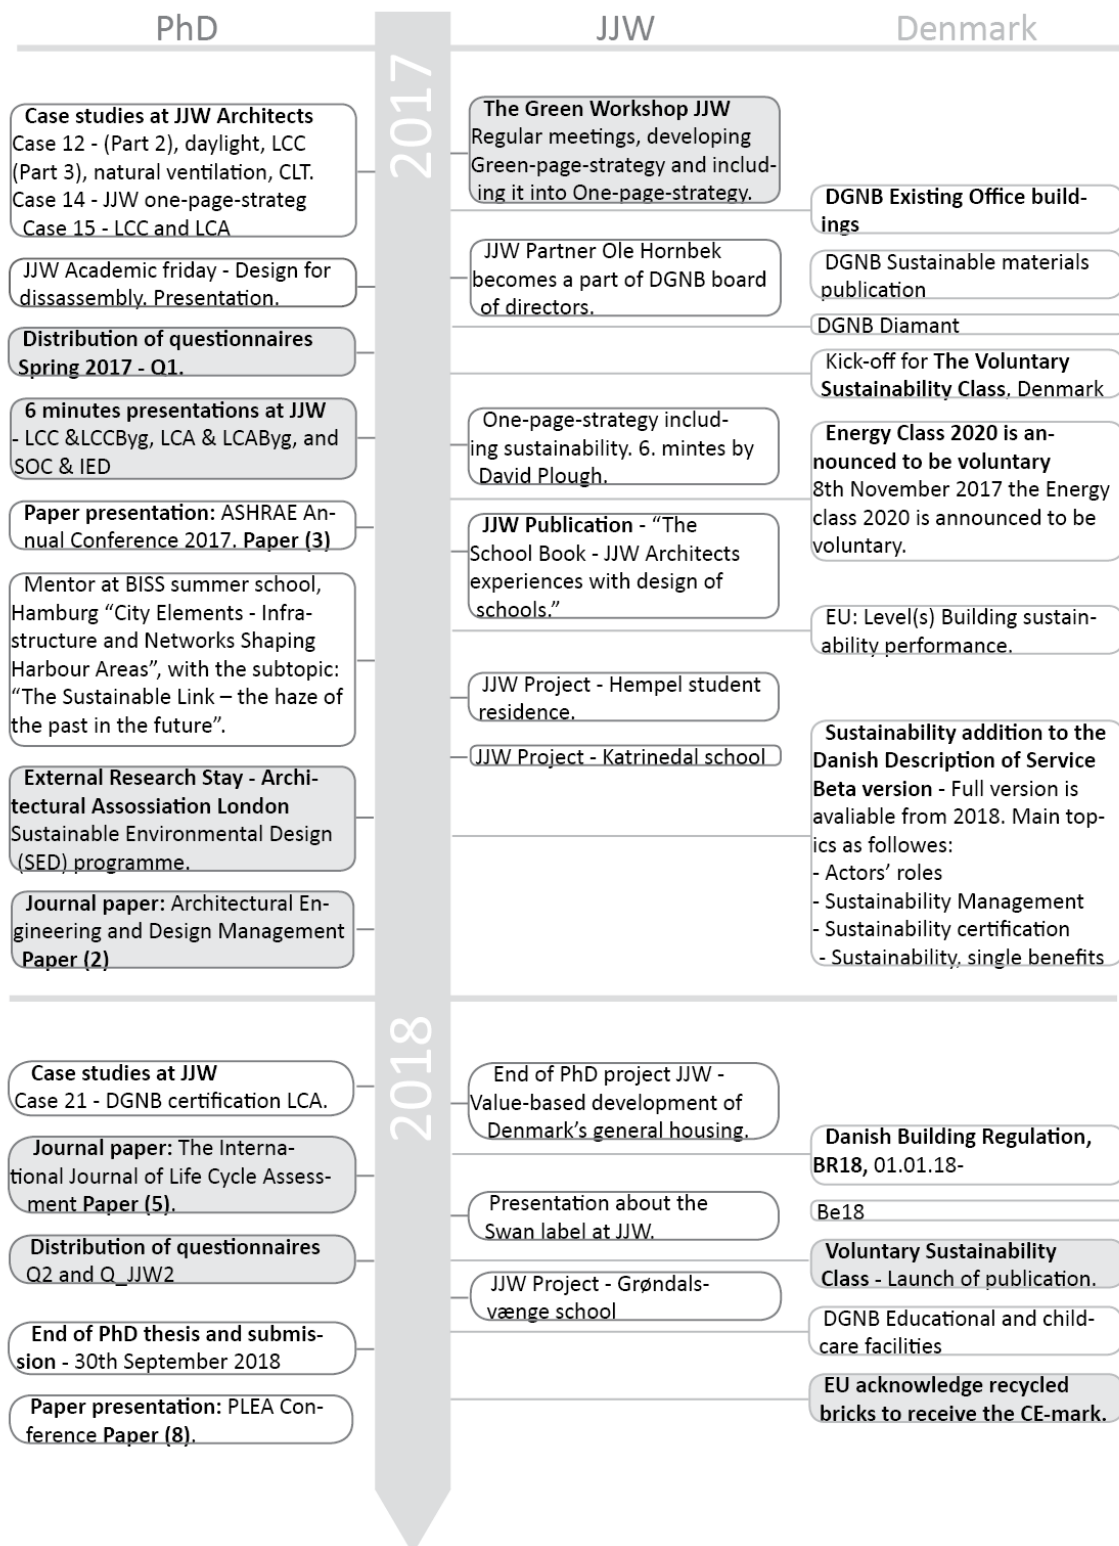 PhD
JJW
Denmark
2017
Case studies at JJW Architects
Case 12 - (Part 2), daylight, LCC
(Part 3), natural ventilation, CLT.
Case 14 - JJW one-page-strateg
Case 15 - LCC and LCA
JJW Academic friday - Design for
dissassembly. Presentation.
Distribution of questionnaires
Spring 2017 - Q1.
6 minutes presentations at JJW
- LCC &LCCByg, LCA & LCAByg, and
SOC & IED
Paper presentation: ASHRAE An-
nual Conference 2017. Paper (3)
Mentor at BISS summer school,
Hamburg “City Elements - Infra-
structure and Networks Shaping
Harbour Areas”, with the subtopic:
“The Sustainable Link – the haze of
the past in the future”.
External Research Stay - Archi-
tectural Assossiation London
Sustainable Environmental Design
(SED) programme.
Journal paper: Architectural En-
gineering and Design Management
Paper (2)
The Green Workshop JJW
Regular meetings, developing
Green-page-strategy and includ-
ing it into One-page-strategy.
JJW Partner Ole Hornbek
becomes a part of DGNB board
of directors.
One-page-strategy includ-
ing sustainability. 6. mintes by
David Plough.
JJW Publication - “The
School Book - JJW Architects
experiences with design of
schools.”
JJW Project - Hempel student
residence.
JJW Project - Katrinedal school
DGNB Existing Office build-
ings
DGNB Sustainable materials
publication
DGNB Diamant
Kick-off for The Voluntary
Sustainability Class, Denmark
Energy Class 2020 is an-
nounced to be voluntary
8th November 2017 the Energy
class 2020 is announced to be
voluntary.
EU: Level(s) Building sustain-
ability performance.
Sustainability addition to the
Danish Description of Service
Beta version - Full version is
avaliable from 2018. Main top-
ics as followes:
- Actors’ roles
- Sustainability Management
- Sustainability certification
- Sustainability, single benefits
2018
Case studies at JJW
Case 21 - DGNB certification LCA.
Journal paper: The Interna-
tional Journal of Life Cycle Assess-
ment Paper (5).
Distribution of questionnaires
Q2 and Q_JJW2
End of PhD thesis and submis-
sion - 30th September 2018
Paper presentation: PLEA Con-
ference Paper (8).
End of PhD project JJW -
Value-based development of
Denmark’s general housing.
Presentation about the
Swan label at JJW.
JJW Project - Grøndals-
vænge school
Danish Building Regulation,
BR18, 01.01.18-
Be18
Voluntary Sustainability
Class - Launch of publication.
DGNB Educational and child-
care facilities
EU acknowledge recycled
bricks to receive the CE-mark.